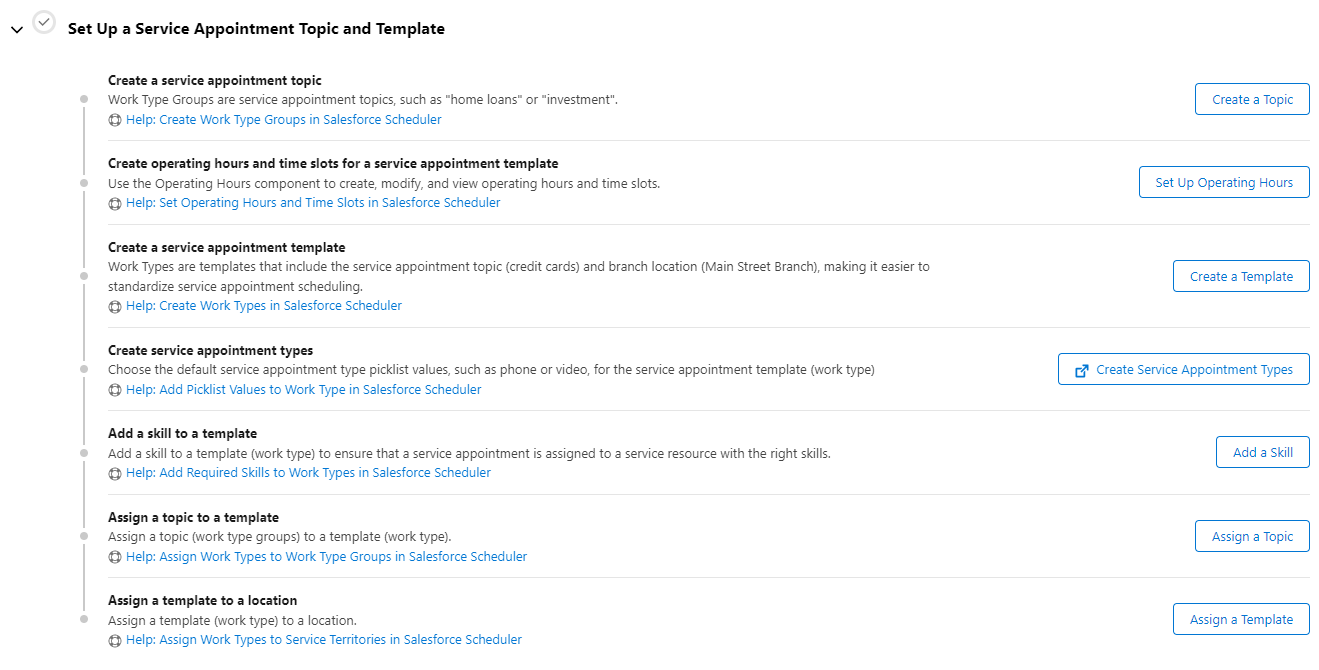 Set Up a Service Appointment Topic and Template
Create a service appointment topic
Work Type Groups are service appointment topics, such as "home loans" or "investment".
Help: Create Work Type Groups in Salesforce Scheduler
Create a Topic
Create operating hours and time slots for a service appointment template
Use the Operating Hours component to create, modify, and view operating hours and time slots.
Help: Set Operating Hours and Time Slots in Salesforce Scheduler
Set Up Operating Hours
Create a service appointment template
Work Types are templates that include the service appointment topic (credit cards) and branch location (Main Street Branch), making it easier to
standardize service appointment scheduling.
Help: Create Work Types in Salesforce Scheduler
Create a Template
Create service appointment types
Choose the default service appointment type picklist values, such as phone or video, for the service appointment template (work type)
Help: Add Picklist Values to Work Type in Salesforce Scheduler
Create Service Appointment Types
Add a skill to a template
Add a skill to a template (work type) to ensure that a service appointment is assigned to a service resource with the right skills.
Help: Add Required Skills to Work Types in Salesforce Scheduler
Add a Skill
Assign a topic to a template
Assign a topic (work type groups) to a template (work type).
Help: Assign Work Types to Work Type Groups in Salesforce Scheduler
Assign a Topic
Assign a template to a location
Assign a template (work type) to a location.
Help: Assign Work Types to Service Territories in Salesforce Scheduler
Assign a Template